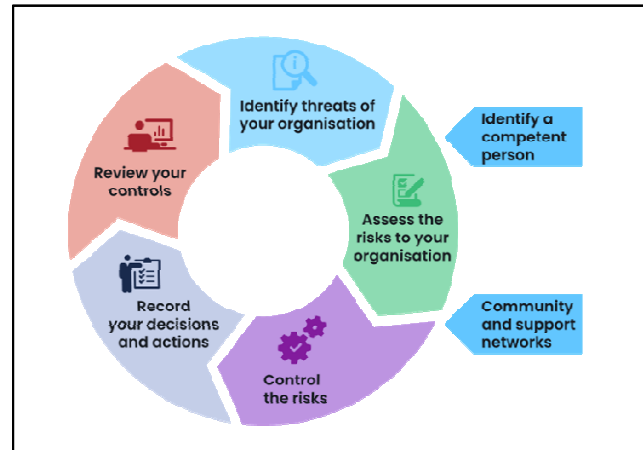 Identify threats of
your organisation
Identify a
competent
person
Assess the
risks to your
organisation
Community
and support
networks
Control
the risks
Record
your decisions
and actions
Review your
controls